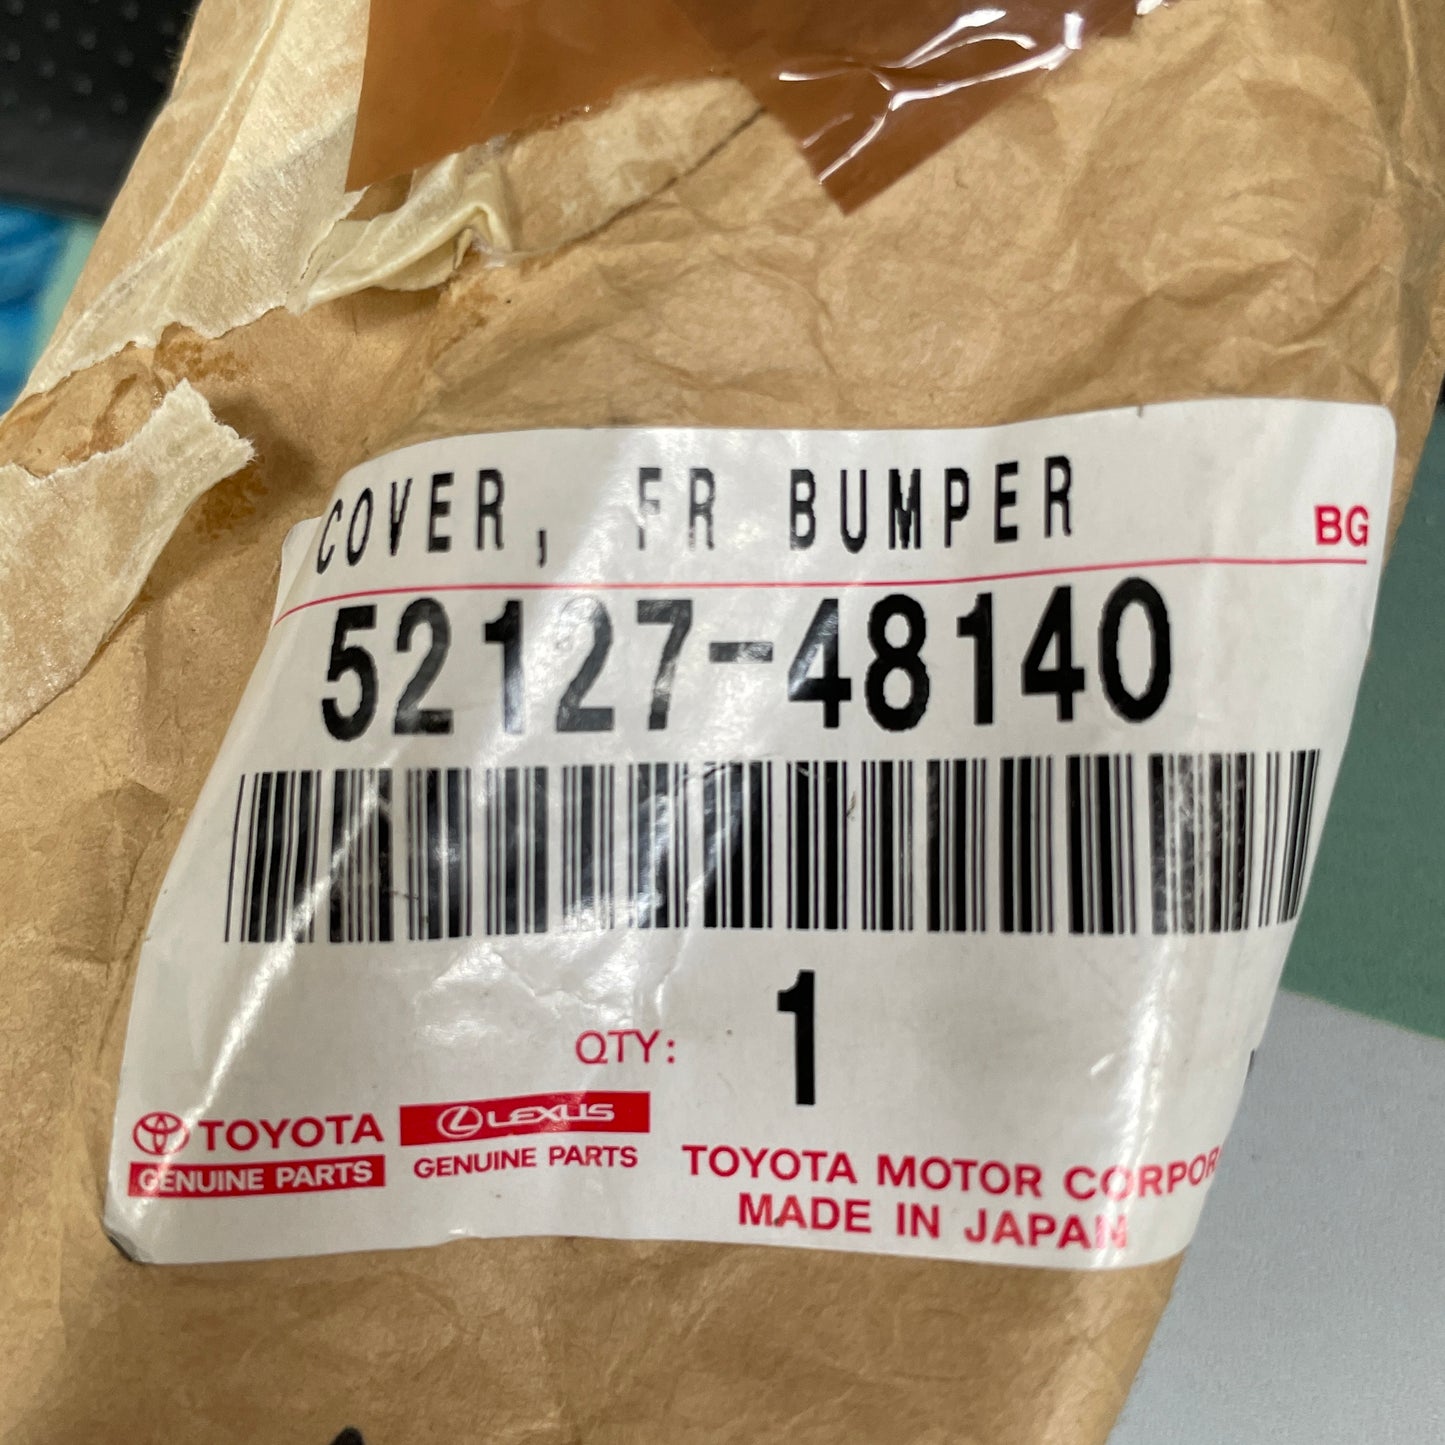 COVER, FR BUMPER
BG
52127-48140
QTY: 1
TOYOTA
GENUINE PARTS
LEXUS
GENUINE PARTS
TOYOTA MOTOR
MADE IN JAPAN